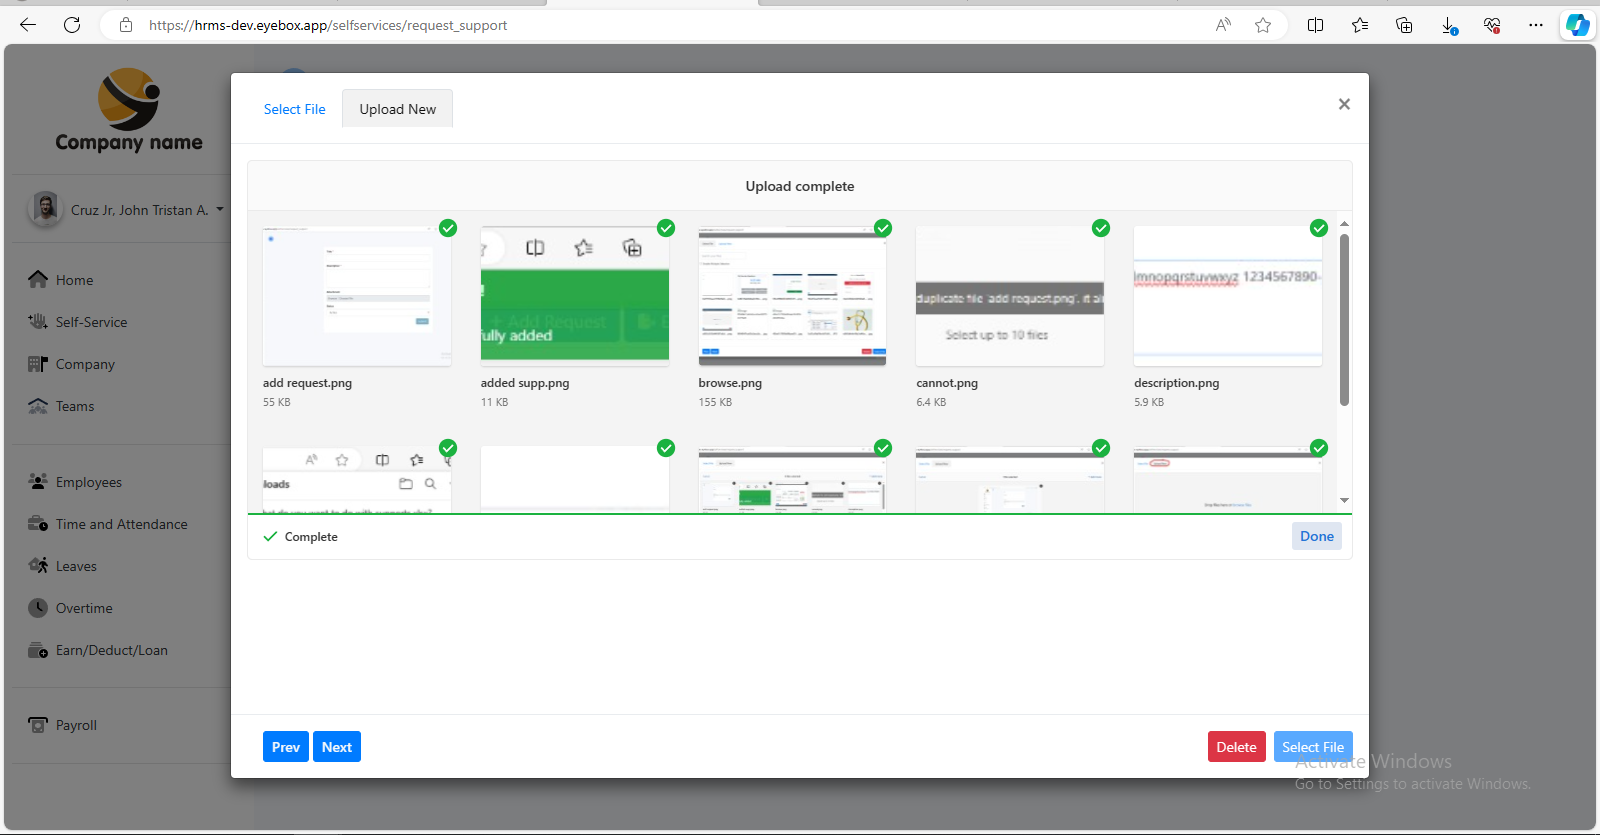 https://hrms-dev.eyebox.app/selfservices/request_support
Company name
Cruz Jr, John Tristan A.
Home
Self-Service
Company
Teams
Employees
Time and Attendance
Leaves
Overtime
Earn/Deduct/Loan
Payroll
Select File
Upload New
Upload complete
+ Add Request
ully added
duplicate file 'add request.png', it al
Select up to 10 files
lmnopqrstuvwxyz 1234567890-
add request.png
55 KB
added supp.png
11 KB
browse.png
155 KB
cannot.png
6.4 KB
description.png
5.9 KB
loads
Complete
Done
Prev
Next
Delete
Select File
Activate Windows
Go to Settings to activate Windows.